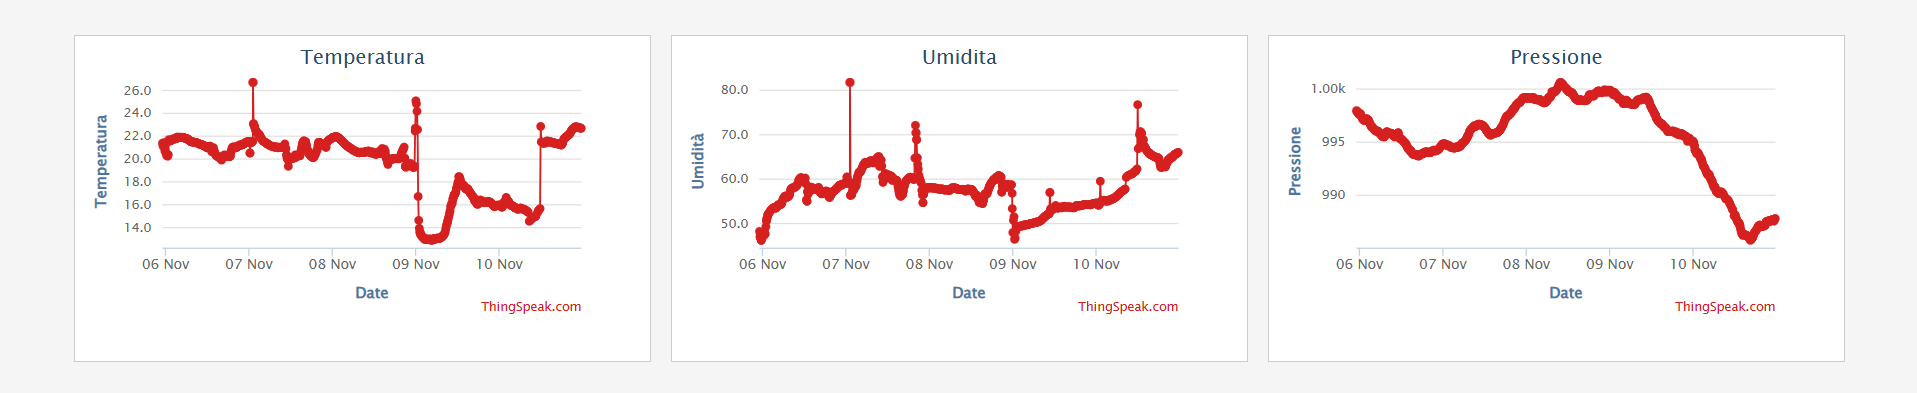 Temperatura
Temperatura
26.0
24.0
22.0
20.0
18.0
16.0
14.0
06 Nov 07 Nov 08 Nov 09 Nov 10 Nov
Date
ThingSpeak.com
Umidita
Umidità
80.0
70.0
60.0
50.0
06 Nov 07 Nov 08 Nov 09 Nov 10 Nov
Date
ThingSpeak.com
Pressione
Pressione
1.00k
995
990
06 Nov 07 Nov 08 Nov 09 Nov 10 Nov
Date
ThingSpeak.com